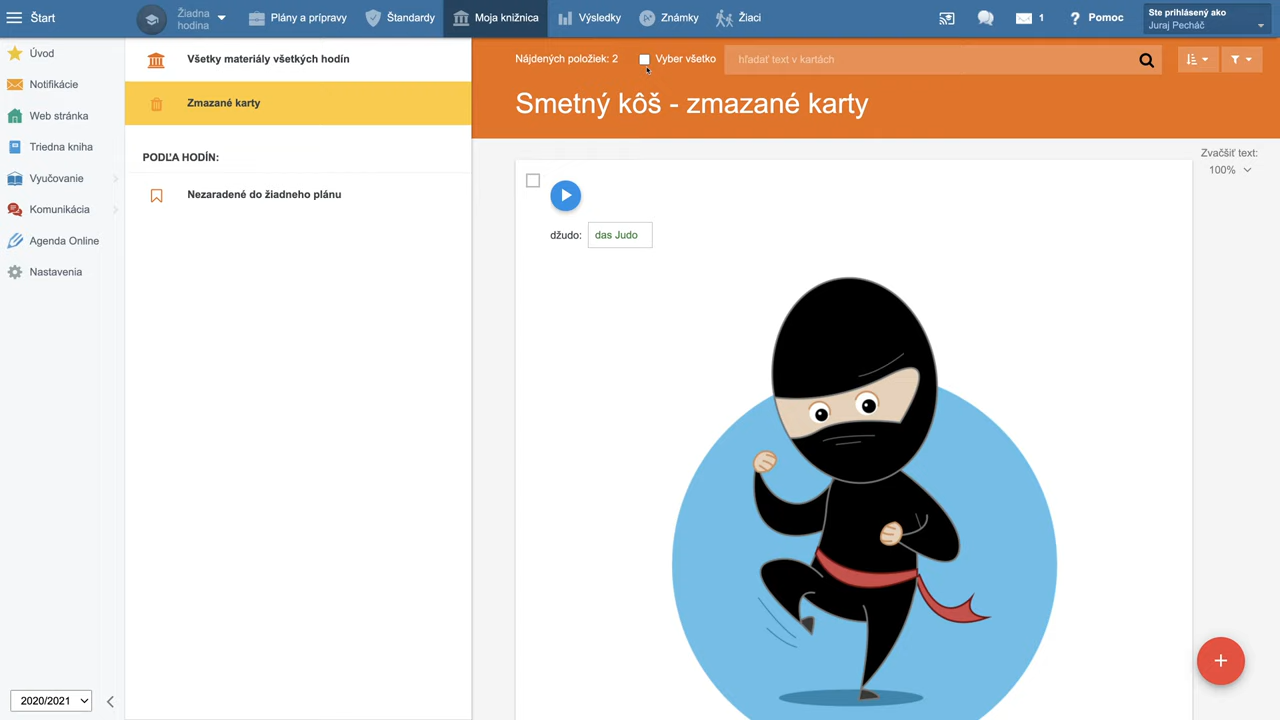 Štart
Žiadna hodina
Plány a prípravy
Štandardy
Moja knižnica
Výsledky
Známky
Žiaci
1
Pomoc
Ste prihlásený ako
Juraj Pecháč
Úvod
Notifikácie
Web stránka
Triedna kniha
Vyučovanie
Komunikácia
Agenda Online
Nastavenia
2020/2021
Všetky materiály všetkých hodín
Zmazané karty
PODĽA HODÍN:
Nezaradené do žiadneho plánu
Nájdených položiek: 2
Vyber všetko
hľadať text v kartách
Smetný kôš - zmazané karty
Zväčšiť text:
100%
džudo: das Judo